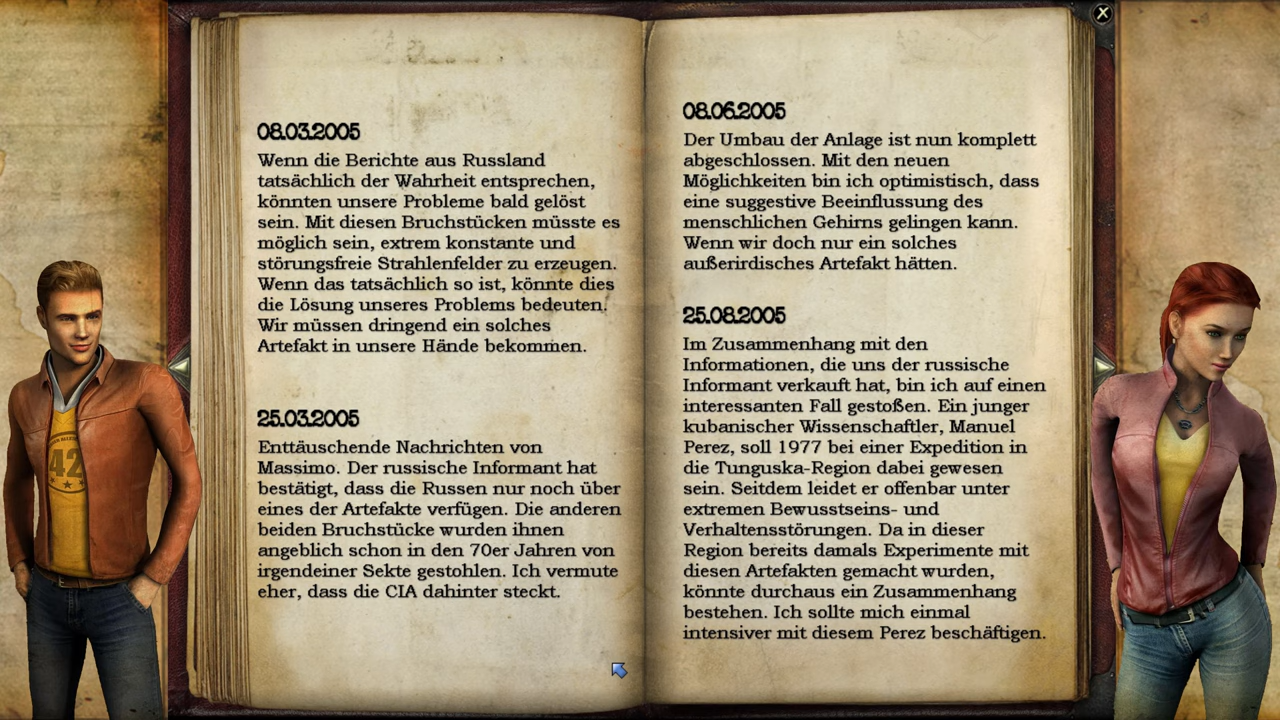 08.03.2005
Wenn die Berichte aus Russland
tatsächlich der Wahrheit entsprechen,
könnten unsere Probleme bald gelöst
sein. Mit diesen Bruchstücken müsste es
möglich sein, extrem konstante und
störungsfreie Strahlenfelder zu erzeugen.
Wenn das tatsächlich so ist, könnte dies
die Lösung unseres Problems bedeuten.
Wir müssen dringend ein solches
Artefakt in unsere Hände bekommen.
25.03.2005
Enttäuschende Nachrichten von
Massimo. Der russische Informant hat
bestätigt, dass die Russen nur noch über
eines der Artefakte verfügen. Die anderen
beiden Bruchstücke wurden ihnen
angeblich schon in den 70er Jahren von
irgendeiner Sekte gestohlen. Ich vermute
eher, dass die CIA dahinter steckt.
08.06.2005
Der Umbau der Anlage ist nun komplett
abgeschlossen. Mit den neuen
Möglichkeiten bin ich optimistisch, dass
eine suggestive Beeinflussung des
menschlichen Gehirns gelingen kann.
Wenn wir doch nur ein solches
außerirdisches Artefakt hätten.
25.08.2005
Im Zusammenhang mit den
Informationen, die uns der russische
Informant verkauft hat, bin ich auf einen
interessanten Fall gestoßen. Ein junger
kubanischer Wissenschaftler, Manuel
Perez, soll 1977 bei einer Expedition in
die Tunguska-Region dabei gewesen
sein. Seitdem leidet er offenbar unter
extremen Bewusstseins- und
Verhaltensstörungen. Da in dieser
Region bereits damals Experimente mit
diesen Artefakten gemacht wurden,
könnte durchaus ein Zusammenhang
bestehen. Ich sollte mich einmal
intensiver mit diesem Perez beschäftigen.
42